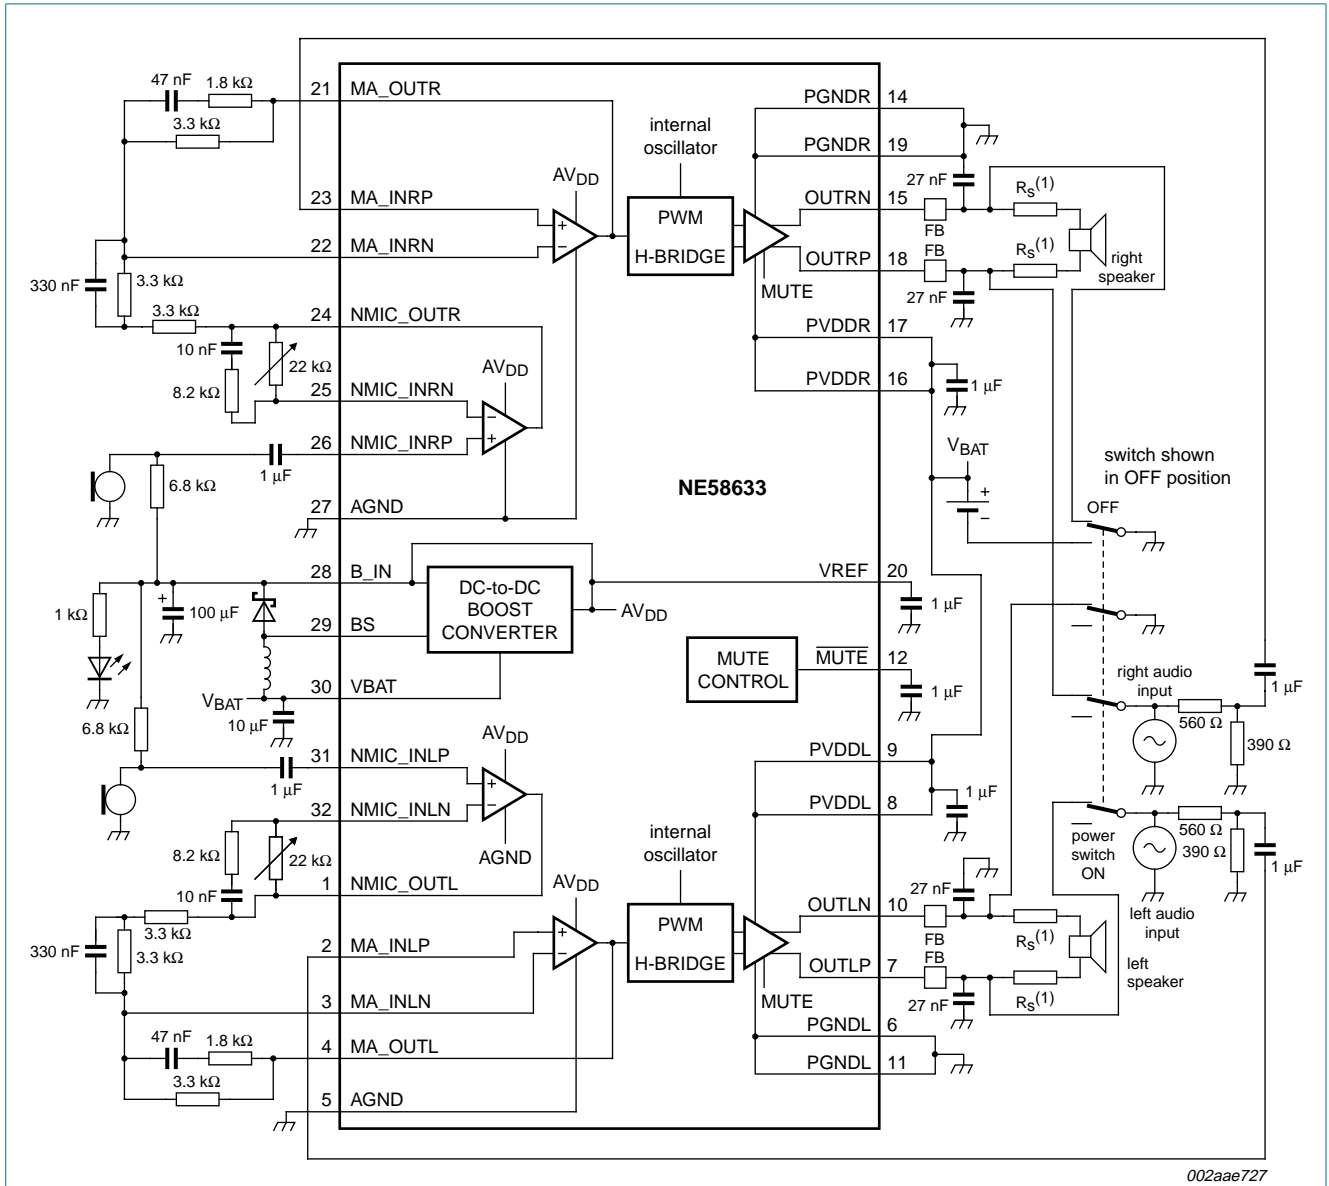 47 nF
1.8 kΩ
3.3 kΩ
21
MA_OUTR
23
MA_INRP
22
MA_INRN
330 nF
3.3 kΩ
3.3 kΩ
24
NMIC_OUTR
10 nF
22 kΩ
8.2 kΩ
25
NMIC_INRN
26
NMIC_INRP
1 μF
6.8 kΩ
27
AGND
AVDD
+
−
AVDD
−
+
internal
oscillator
PWM
H-BRIDGE
MUTE
PGNDR
14
PGNDR
19
27 nF
OUTRN
15
FB
RS(1)
OUTRP
18
FB
RS(1)
27 nF
right
speaker
PVDDR
17
PVDDR
16
1 μF
NE58633
VBAT
+
−
switch shown
in OFF position
OFF
28
B_IN
1 kΩ
+
100 μF
29
BS
DC-to-DC
BOOST
CONVERTER
AVDD
VREF
20
1 μF
VBAT
30
VBAT
10 μF
MUTE
CONTROL
MUTE
12
1 μF
right audio
input
560 Ω
390 Ω
1 μF
6.8 kΩ
31
NMIC_INLP
1 μF
32
NMIC_INLN
8.2 kΩ
22 kΩ
10 nF
1
NMIC_OUTL
AVDD
+
−
AGND
PVDDL
9
PVDDL
8
1 μF
power
switch
ON
560 Ω
390 Ω
1 μF
left audio
input
330 nF
3.3 kΩ
3.3 kΩ
2
MA_INLP
3
MA_INLN
47 nF
1.8 kΩ
4
MA_OUTL
3.3 kΩ
5
AGND
AVDD
+
−
internal
oscillator
PWM
H-BRIDGE
MUTE
27 nF
OUTLN
10
FB
RS(1)
OUTLP
7
FB
RS(1)
27 nF
left
speaker
PGNDL
6
PGNDL
11
002aae727